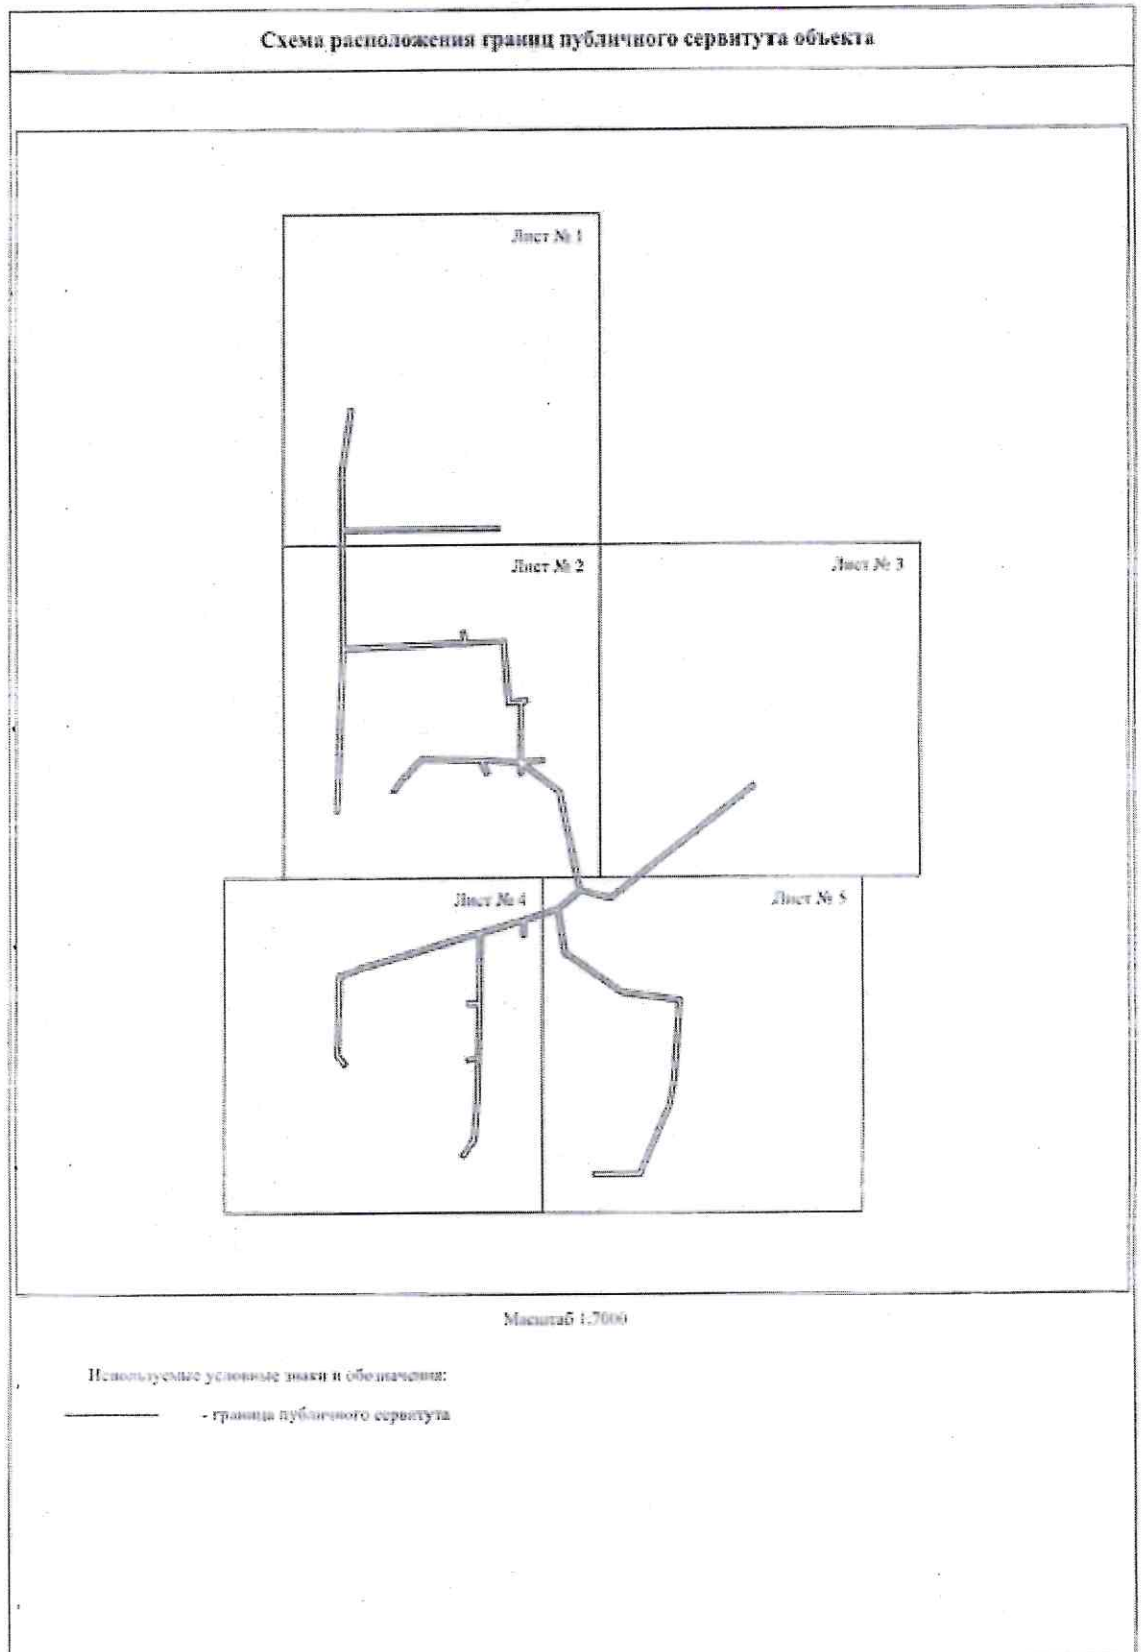 Схема расположения границ публичного сервитута объекта
Лист № 1
Лист № 2
Лист № 3
Лист № 4
Лист № 5
Масштаб 1:7000
Используемые условные знаки и обозначения:
- граница публичного сервитута